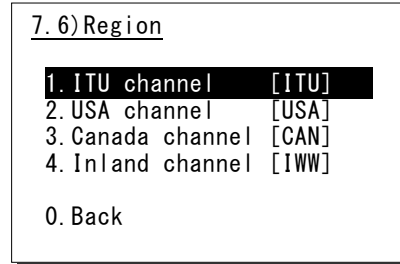 7.6)Region
1.ITU channel [ITU]
2.USA channel [USA]
3.Canada channel [CAN]
4.Inland channel [IWW]
0.Back